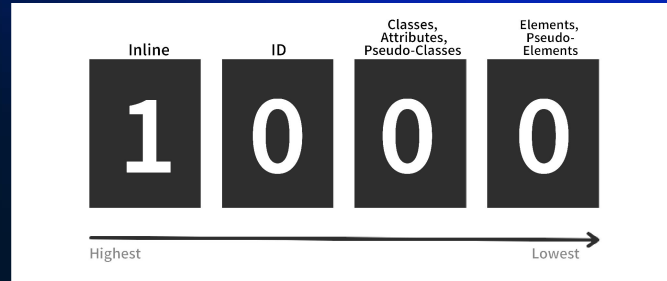 Inline
ID
Classes,
Attributes,
Pseudo-Classes
Elements,
Pseudo-
Elements
1
0
0
0
Highest
Lowest